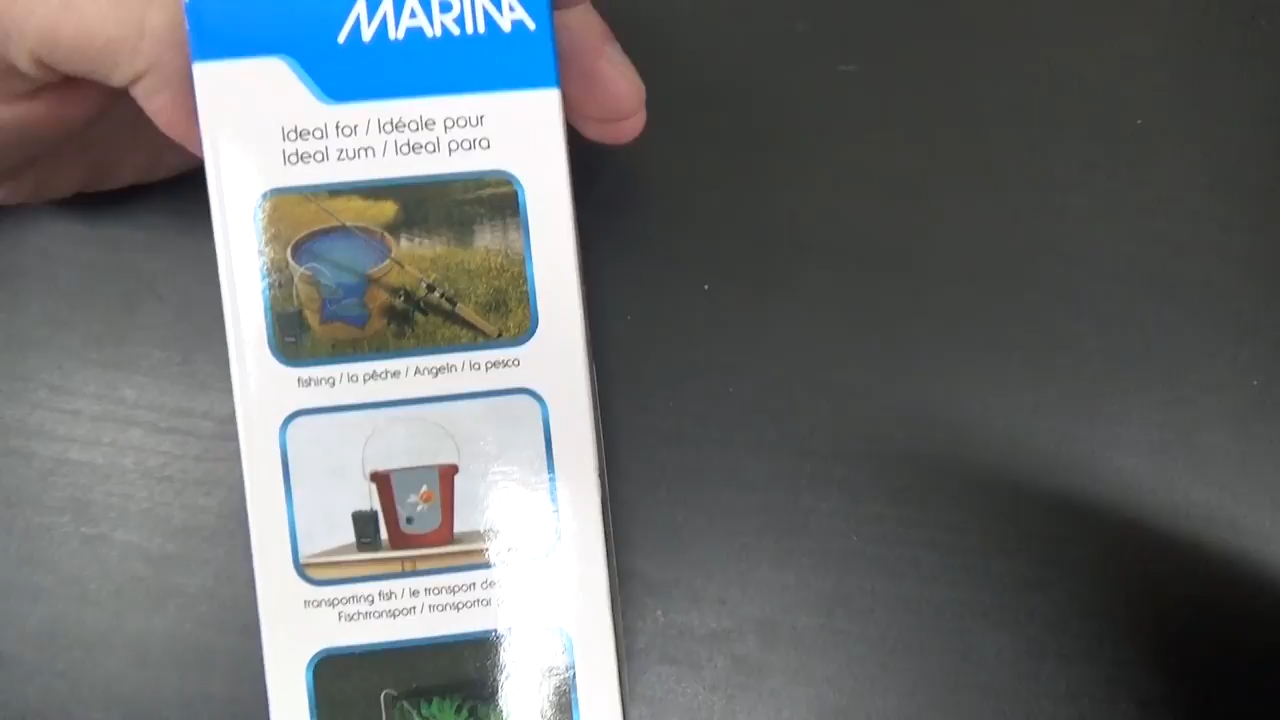 MARINA
Ideal for / Idéale pour
Ideal zum / Ideal para
fishing / la pêche / Angeln / la pesca
transporting fish / le transport des
Fischtransport / transportar